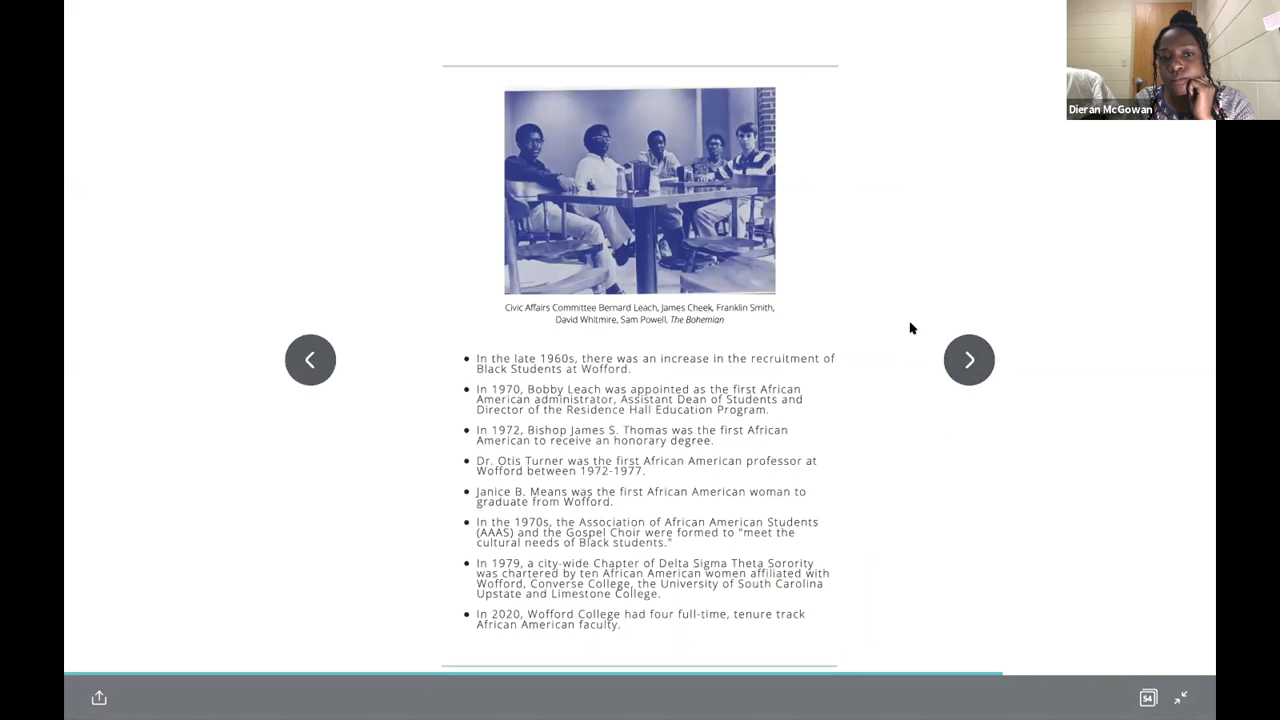 Dieran McGowan
Civic Affairs Committee Bernard Leach, James Cheek, Franklin Smith,
David Whitmire, Sam Powell, The Bohemian
• In the late 1960s, there was an increase in the recruitment of
Black Students at Wofford.
• In 1970, Bobby Leach was appointed as the first African
American administrator, Assistant Dean of Students and
Director of the Residence Hall Education Program.
• In 1972, Bishop James S. Thomas was the first African
American to receive an honorary degree.
• Dr. Otis Turner was the first African American professor at
Wofford between 1972-1977.
• Janice B. Means was the first African American woman to
graduate from Wofford.
• In the 1970s, the Association of African American Students
(AAAS) and the Gospel Choir were formed to "meet the
cultural needs of Black students."
• In 1979, a city-wide Chapter of Delta Sigma Theta Sorority
was chartered by ten African American women affiliated with
Wofford, Converse College, the University of South Carolina
Upstate and Limestone College.
• In 2020, Wofford College had four full-time, tenure track
African American faculty.
54